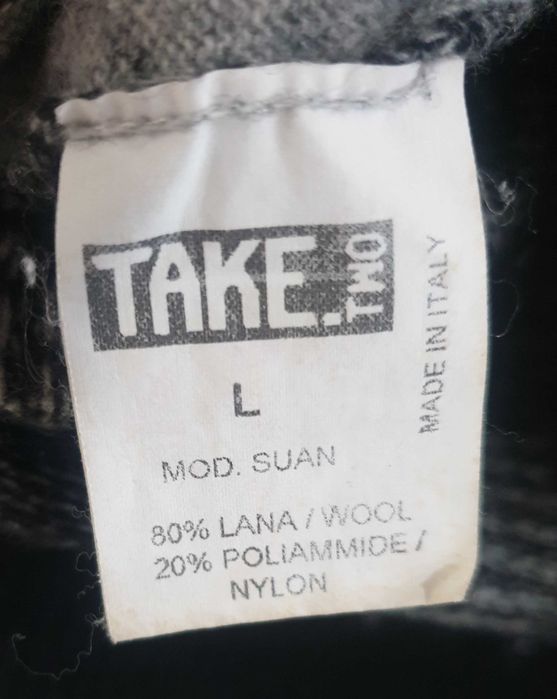 TAKE.TWO
MADE IN ITALY
L
MOD. SUAN
80% LANA / WOOL
20% POLIAMMIDE /
NYLON